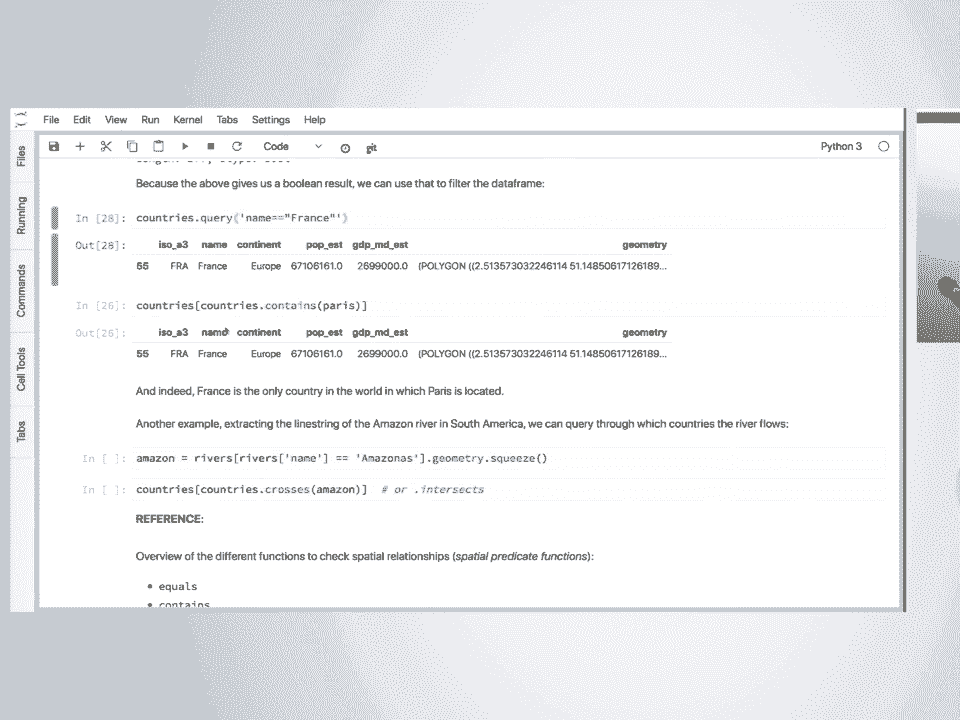 File Edit View Run Kernel Tabs Settings Help
Code
git
Python 3
Files
Running
Commands
Cell Tools
Tabs
Because the above gives us a boolean result, we can use that to filter the dataframe:
In [28]: countries.query('name=="France"')
Out[28]: iso_a3 name continent pop_est gdp_md_est geometry
55 FRA France Europe 67106161.0 2699000.0 (POLYGON ((2.513573032246114 51.14850617126189...
In [26]: countries[countries.contains(paris)]
Out[26]: iso_a3 name continent pop_est gdp_md_est geometry
55 FRA France Europe 67106161.0 2699000.0 (POLYGON ((2.513573032246114 51.14850617126189...
And indeed, France is the only country in the world in which Paris is located.
Another example, extracting the linestring of the Amazon river in South America, we can query through which countries the river flows:
In [ ]: amazon = rivers[rivers['name'] == 'Amazonas'].geometry.squeeze()
In [ ]: countries[countries.crosses(amazon)] # or .intersects
REFERENCE:
Overview of the different functions to check spatial relationships (spatial predicate functions):
• equals
• contains